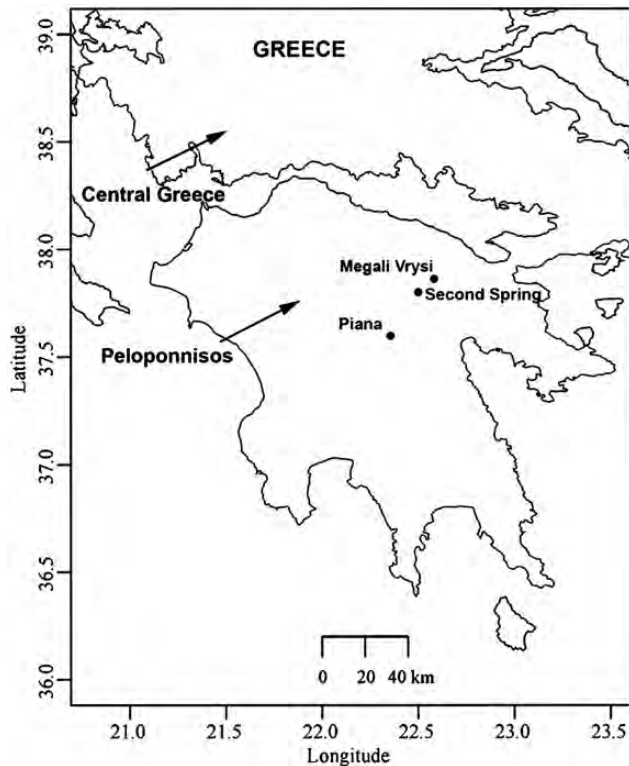 GREECE
Central Greece
Megali Vrysi
Second Spring
Piana
Peloponnisos
0 20 40 km
Latitude
39.0
38.5
38.0
37.5
37.0
36.5
36.0
21.0 21.5 22.0 22.5 23.0 23.5
Longitude